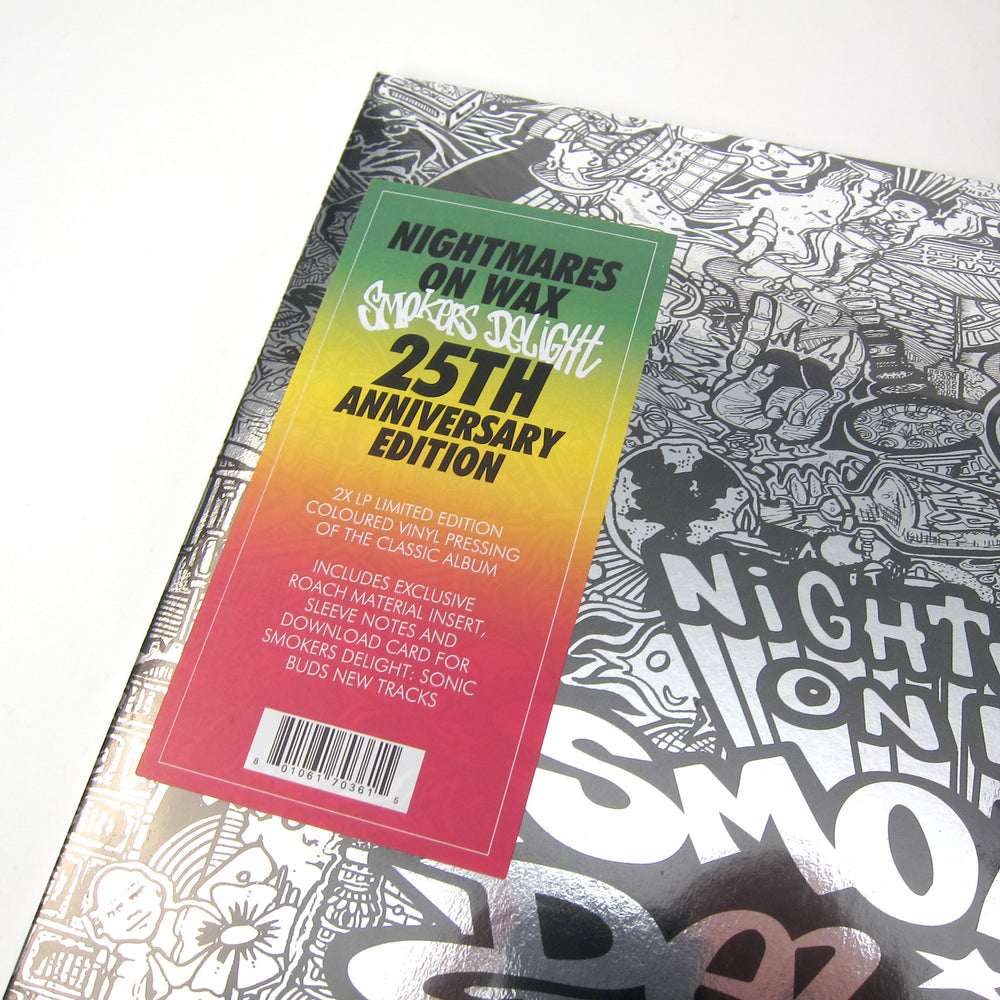 NIGHTMARES
ON WAX
SMOKERS DELIGHT
25TH
ANNIVERSARY
EDITION
2X LP LIMITED EDITION
COLOURED VINYL PRESSING
OF THE CLASSIC ALBUM
INCLUDES EXCLUSIVE
ROACH MATERIAL INSERT,
SLEEVE NOTES AND
DOWNLOAD CARD FOR
SMOKERS DELIGHT: SONIC
BUDS NEW TRACKS
8 01061 70361 5
NIGHT
ON
SMO
De